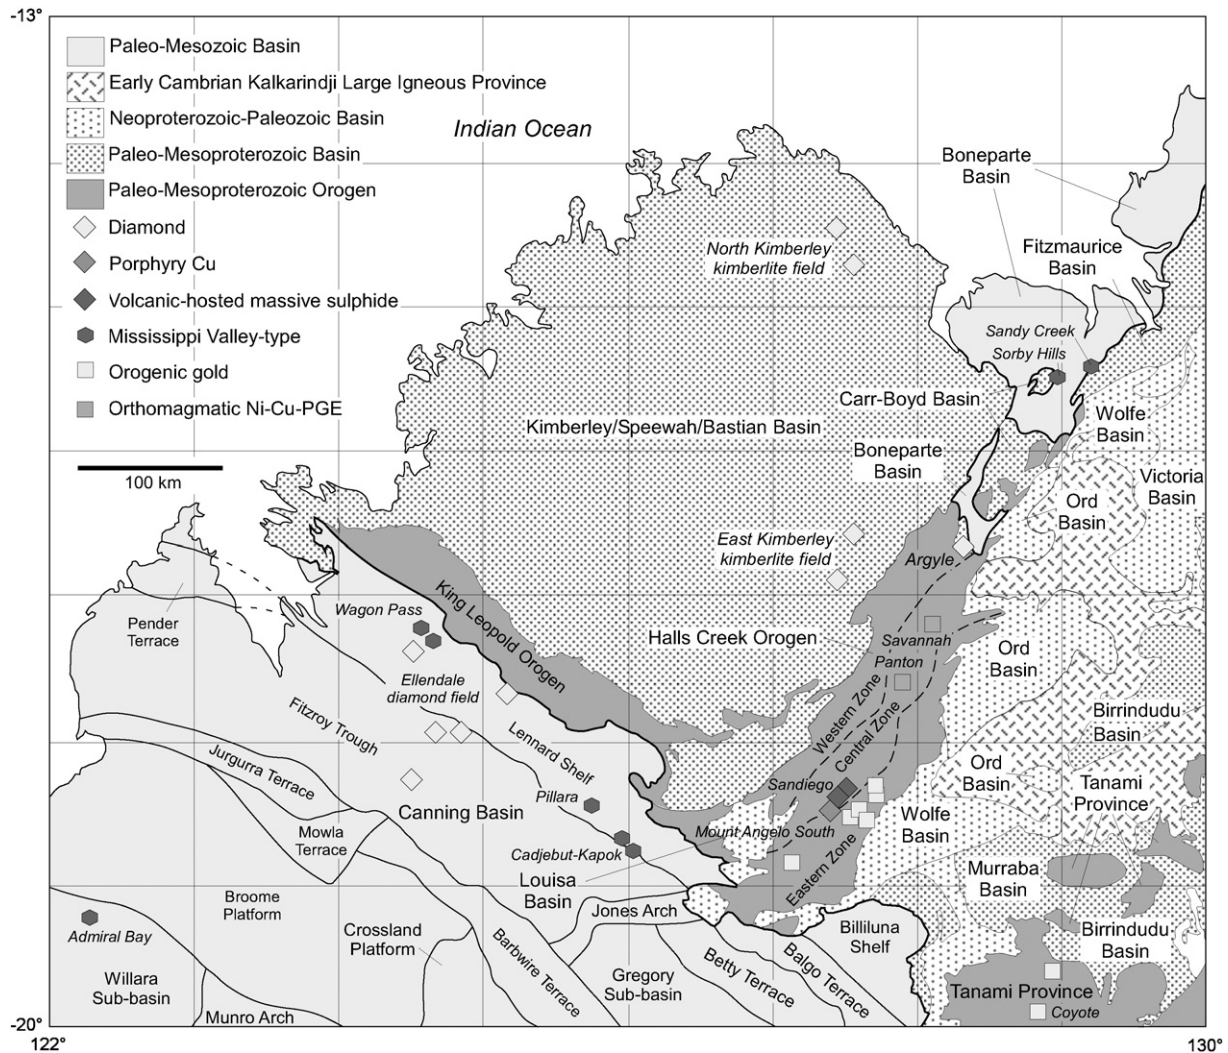 -13°
Paleo-Mesozoic Basin
Early Cambrian Kalkarindji Large Igneous Province
Neoproterozoic-Paleozoic Basin
Paleo-Mesoproterozoic Basin
Paleo-Mesoproterozoic Orogen
Diamond
Porphyry Cu
Volcanic-hosted massive sulphide
Mississippi Valley-type
Orogenic gold
Orthomagmatic Ni-Cu-PGE
100 km
Indian Ocean
Boneparte
Basin
Fitzmaurice
Basin
North Kimberley
kimberlite field
Sandy Creek
Sorby Hills
Carr-Boyd Basin
Kimberley/Speewah/Bastian Basin
Wolfe
Basin
Boneparte
Basin
Victoria
Basin
Ord
Basin
East Kimberley
kimberlite field
Argyle
Pender
Terrace
Wagon Pass
King Leopold Orogen
Halls Creek Orogen
Savannah
Panton
Ord
Basin
Ellendale
diamond field
Fitzroy Trough
Lennard Shelf
Western Zone
Central Zone
Birrindudu
Basin
Jurgurra Terrace
Sandiego
Ord
Basin
Tanami
Province
Pillara
Canning Basin
Mowla
Terrace
Mount Angelo South
Wolfe
Basin
Cadjebut-Kapok
Eastern Zone
Louisa
Basin
Murraba
Basin
Broome
Platform
Jones Arch
Admiral Bay
Crossland
Platform
Billiluna
Shelf
Birrindudu
Basin
Barbwire Terrace
Betty Terrace
Balgo Terrace
Willara
Sub-basin
Gregory
Sub-basin
Tanami Province
Coyote
Munro Arch
-20°
122°
130°